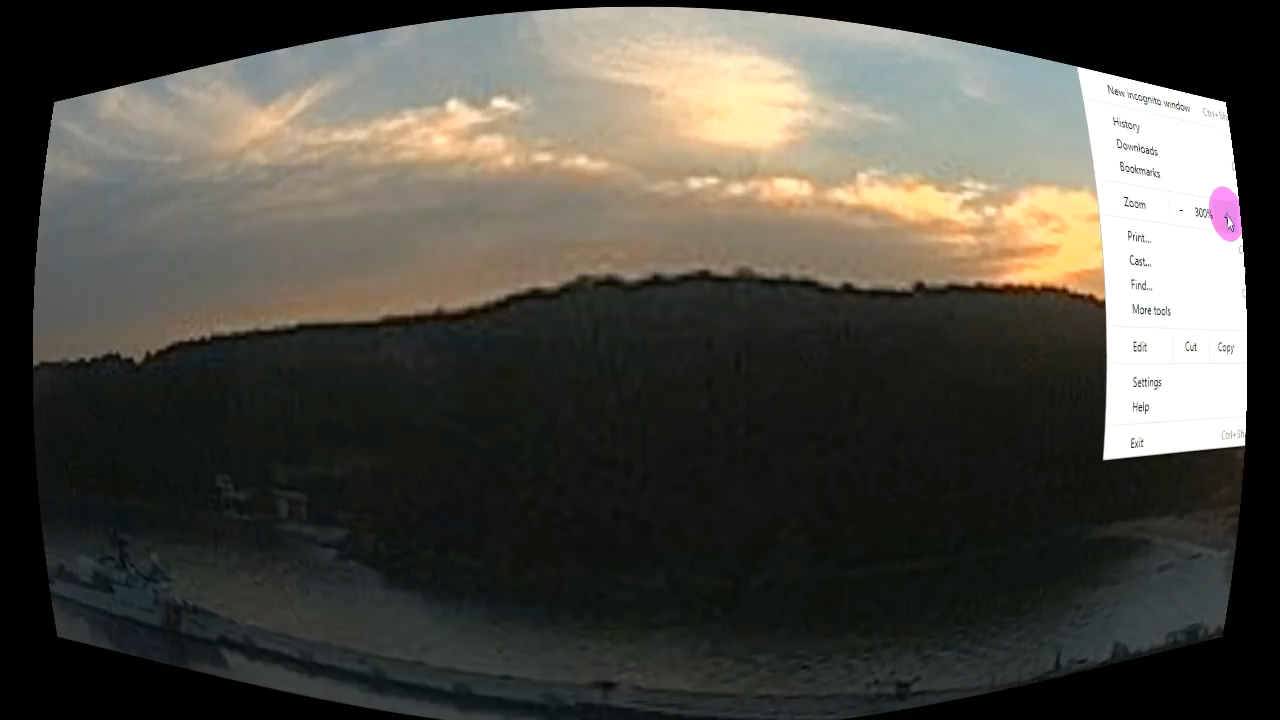 New incognito window
History
Downloads
Bookmarks
Zoom - 300%
Print...
Cast...
Find...
More tools
Edit Cut Copy
Settings
Help
Exit